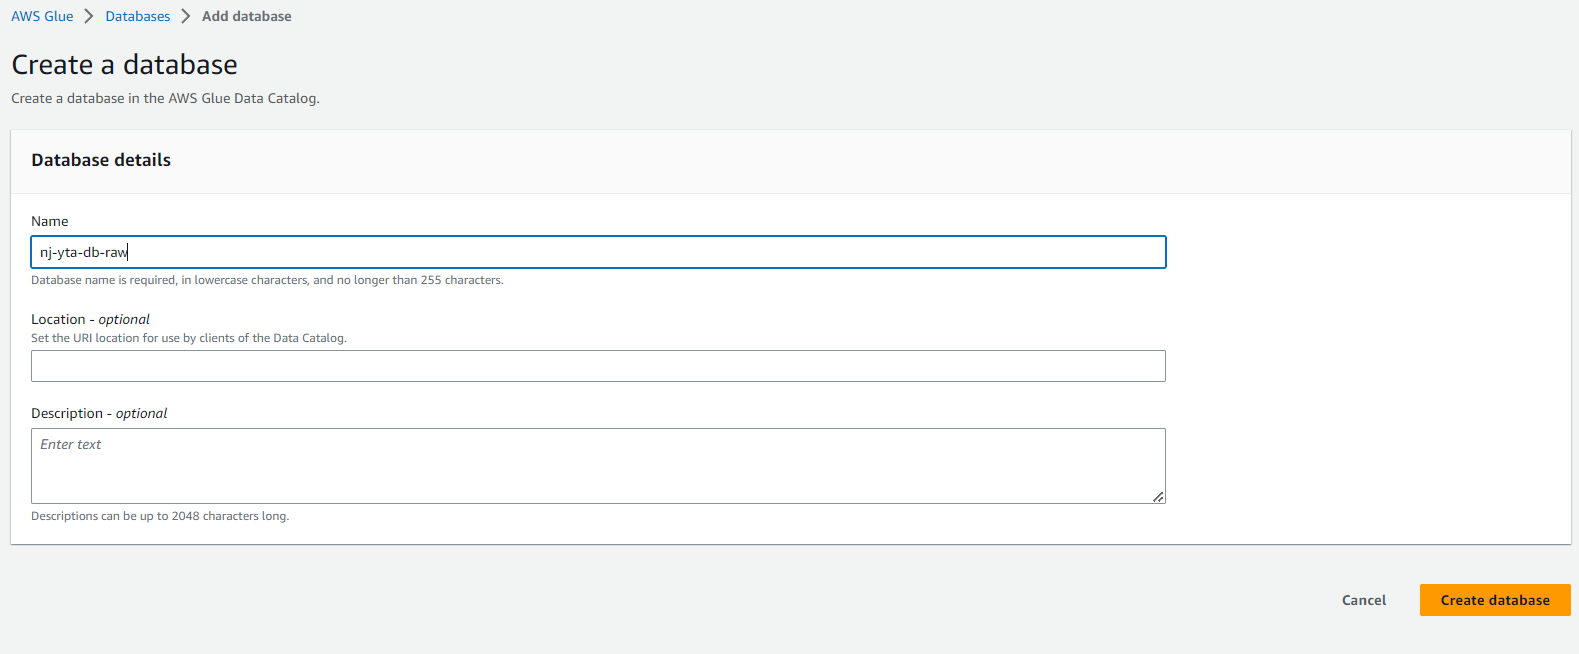 AWS Glue > Databases > Add database
Create a database
Create a database in the AWS Glue Data Catalog.
Database details
Name
nj-yta-db-raw
Database name is required, in lowercase characters, and no longer than 255 characters.
Location - optional
Set the URI location for use by clients of the Data Catalog.
Description - optional
Enter text
Descriptions can be up to 2048 characters long.
Cancel
Create database